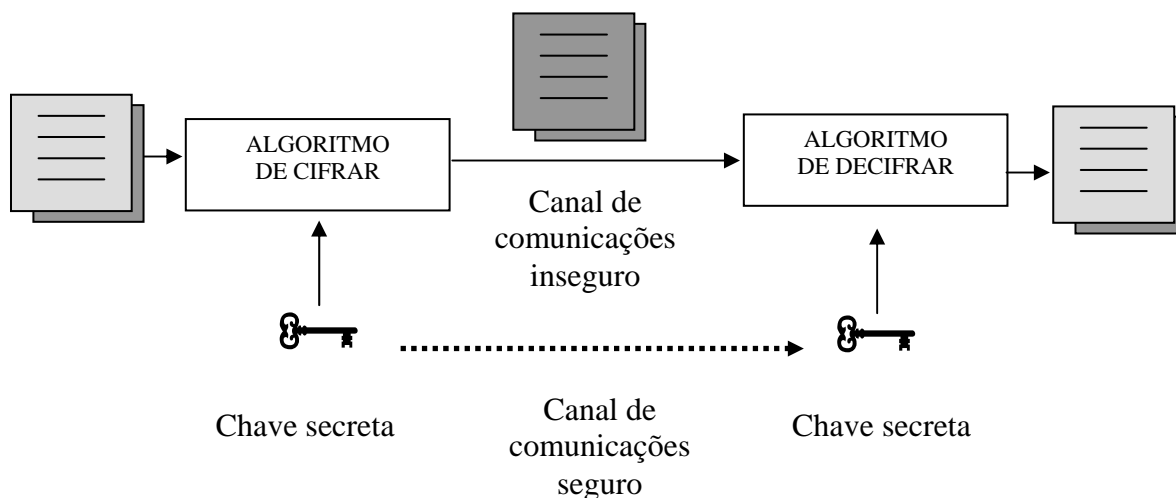 ALGORITMO
DE CIFRAR
ALGORITMO
DE DECIFRAR
Canal de
comunicações
inseguro
Chave secreta
Canal de
comunicações
seguro
Chave secreta